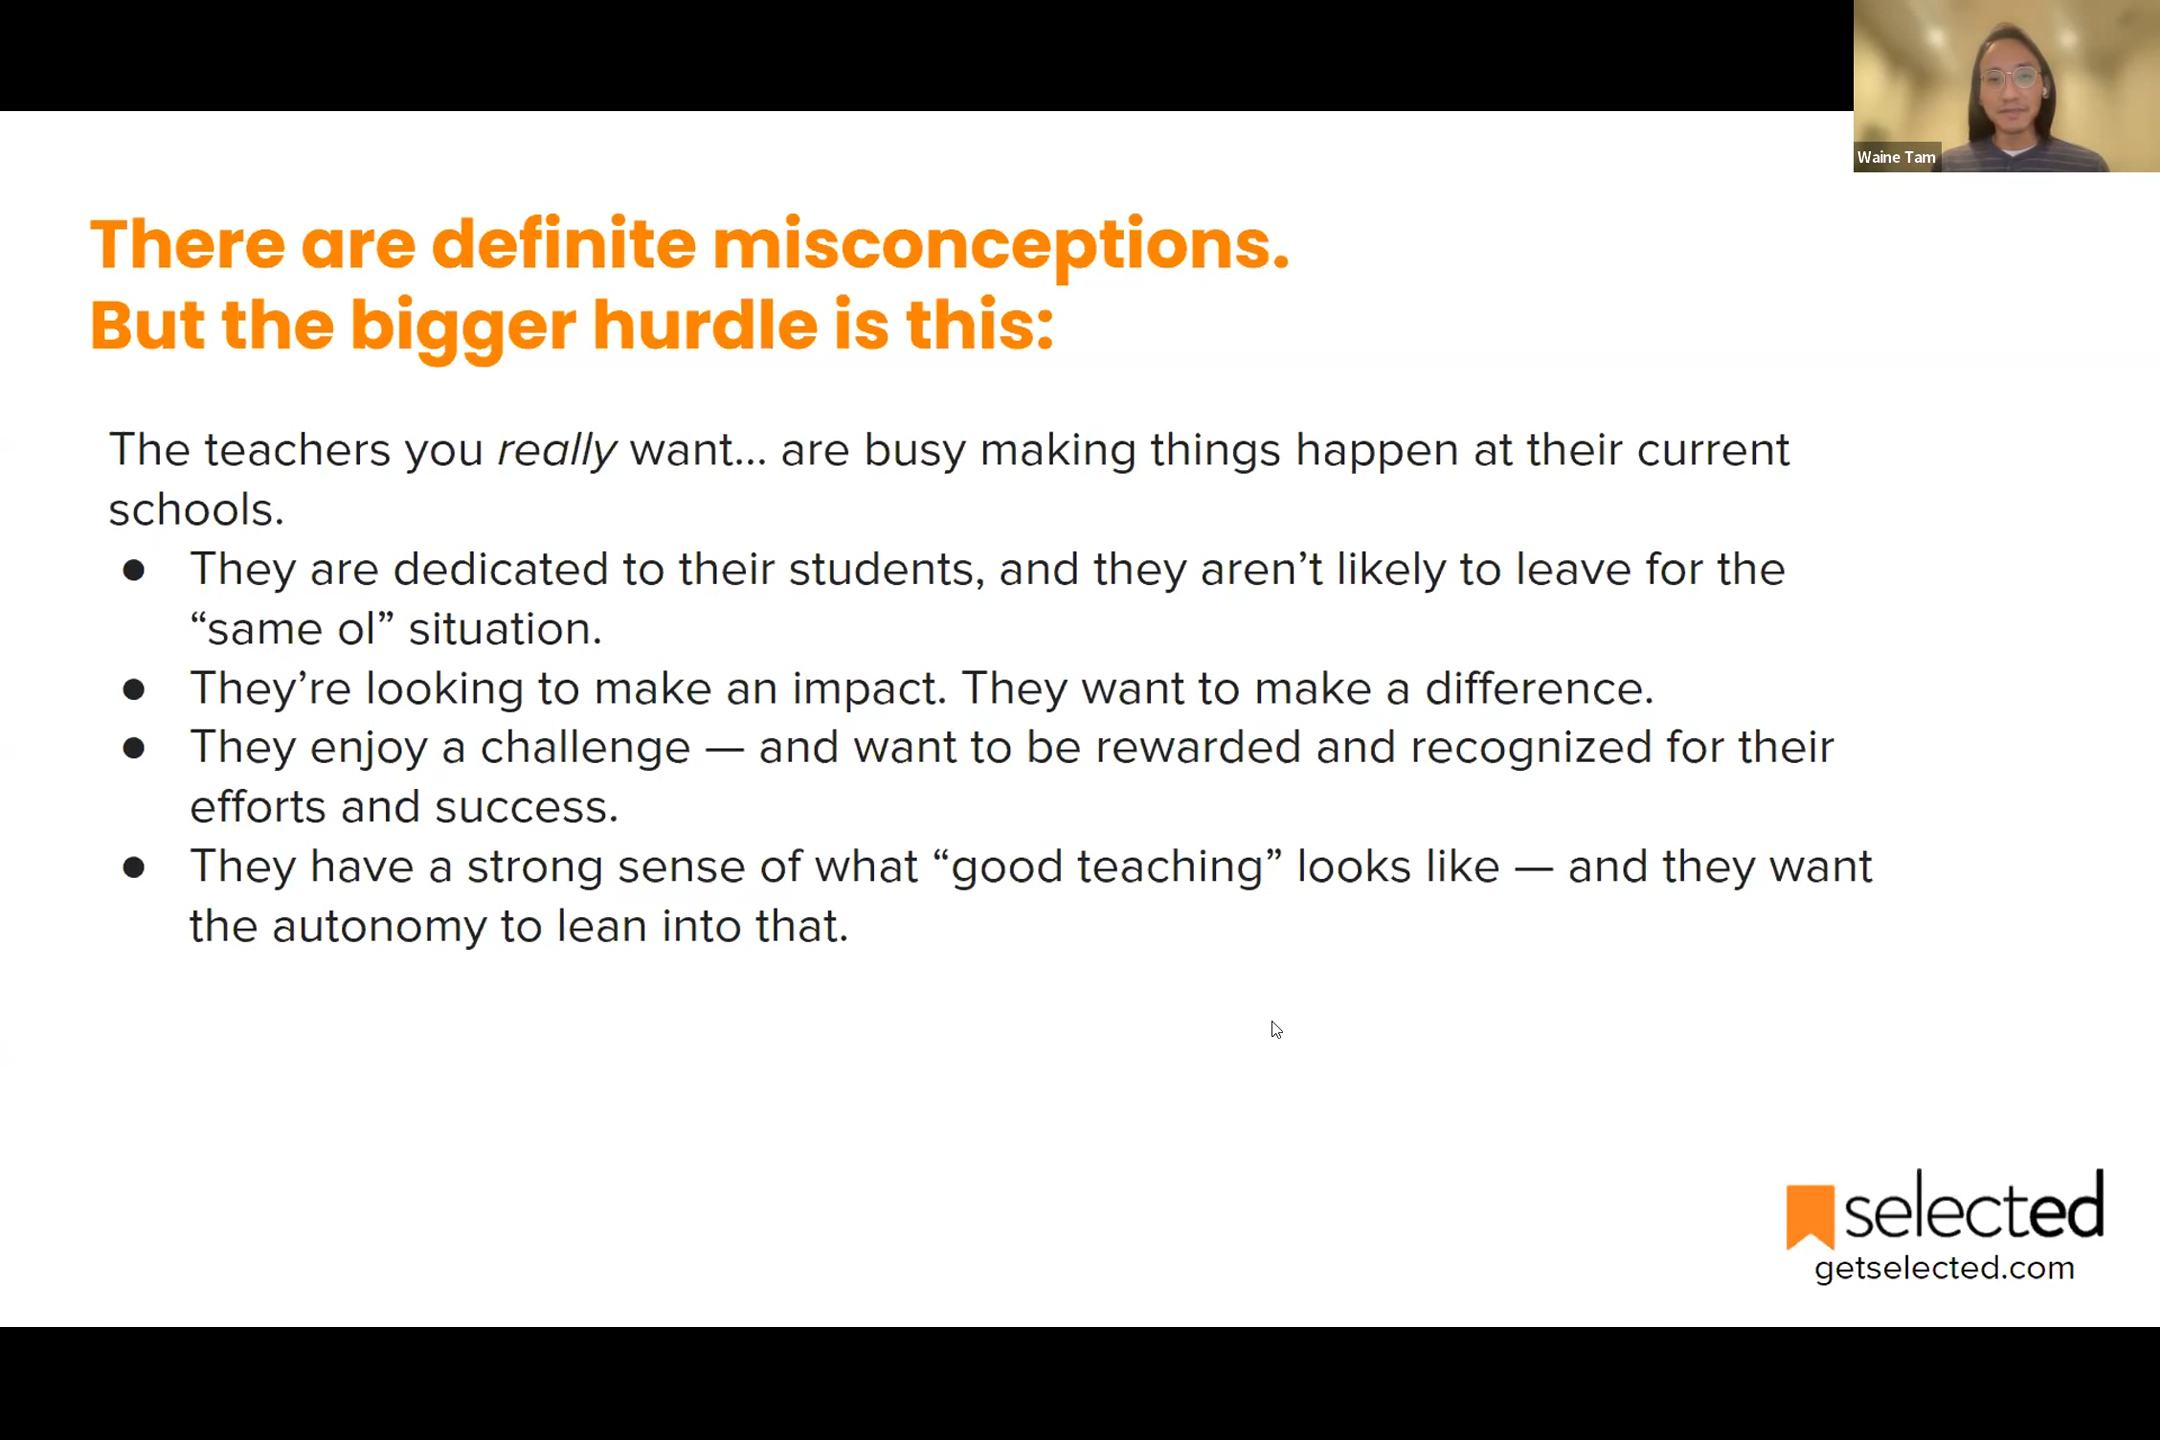 Waine Tam
There are definite misconceptions.
But the bigger hurdle is this:
The teachers you really want... are busy making things happen at their current
schools.
● They are dedicated to their students, and they aren’t likely to leave for the
“same ol” situation.
● They’re looking to make an impact. They want to make a difference.
● They enjoy a challenge — and want to be rewarded and recognized for their
efforts and success.
● They have a strong sense of what “good teaching” looks like — and they want
the autonomy to lean into that.
selected
getselected.com